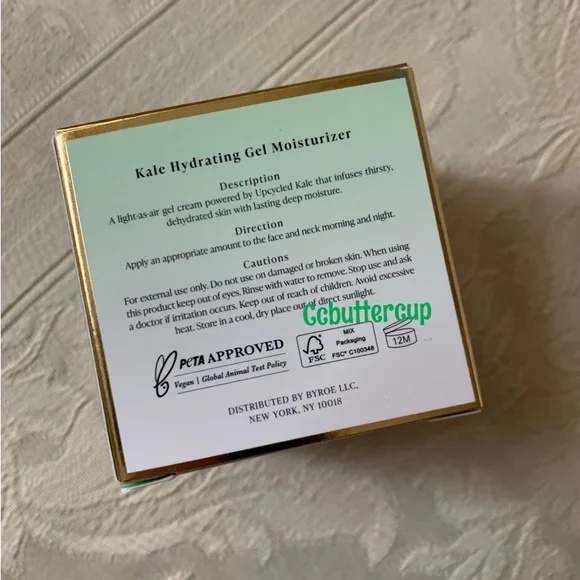 Kale Hydrating Gel Moisturizer
Description
A light-as-air gel cream powered by Upcycled Kale that infuses thirsty,
dehydrated skin with lasting deep moisture.
Direction
Apply an appropriate amount to the face and neck morning and night.
Cautions
For external use only. Do not use on damaged or broken skin. When using
this product keep out of eyes. Rinse with water to remove. Stop use and ask
a doctor if irritation occurs. Keep out of reach of children. Avoid excessive
heat. Store in a cool, dry place out of direct sunlight.
Gcbuttercup
PETA APPROVED
Vegan | Global Animal Test Policy
FSC
MIX
Packaging
FSC® C100348
12M
DISTRIBUTED BY BYROE LLC,
NEW YORK, NY 10018